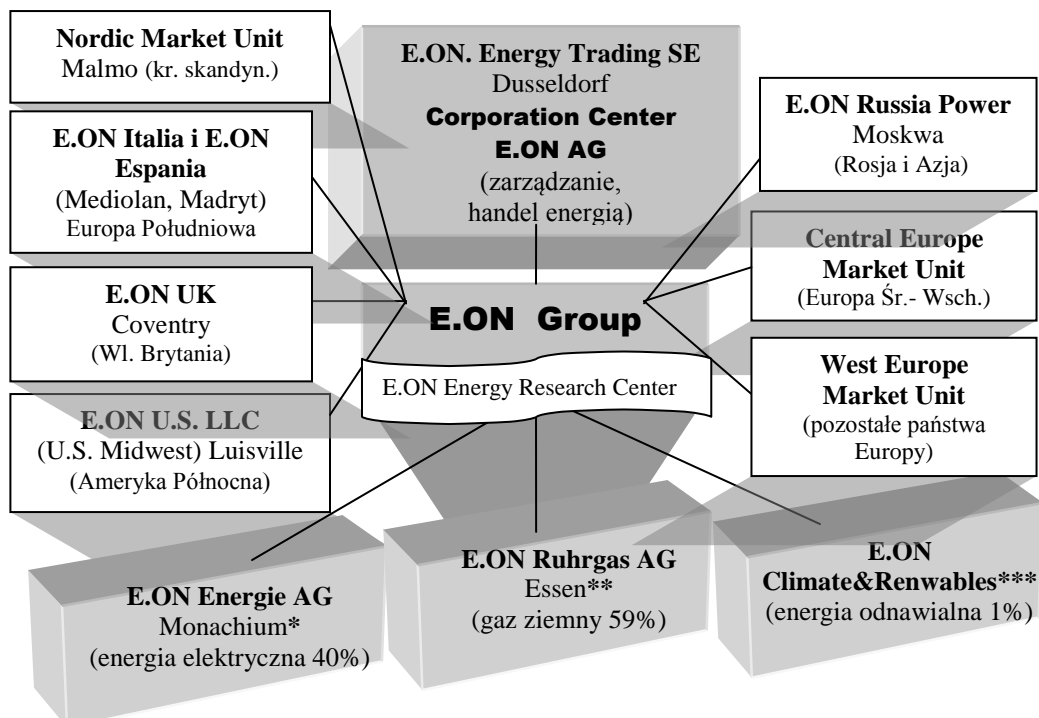 Nordic Market Unit
Malmo (kr. skandyn.)
E.ON Italia i E.ON
Espania
(Mediolan, Madryt)
Europa Południowa
E.ON UK
Coventry
(Wl. Brytania)
E.ON U.S. LLC
(U.S. Midwest) Luisville
(Ameryka Północna)
E.ON. Energy Trading SE
Dusseldorf
Corporation Center
E.ON AG
(zarządzanie,
handel energią)
E.ON Group
E.ON Energy Research Center
E.ON Russia Power
Moskwa
(Rosja i Azja)
Central Europe
Market Unit
(Europa Śr.- Wsch.)
West Europe
Market Unit
(pozostałe państwa
Europy)
E.ON Energie AG
Monachium*
(energia elektryczna 40%)
E.ON Ruhrgas AG
Essen**
(gaz ziemny 59%)
E.ON
Climate&Renwables***
(energia odnawialna 1%)